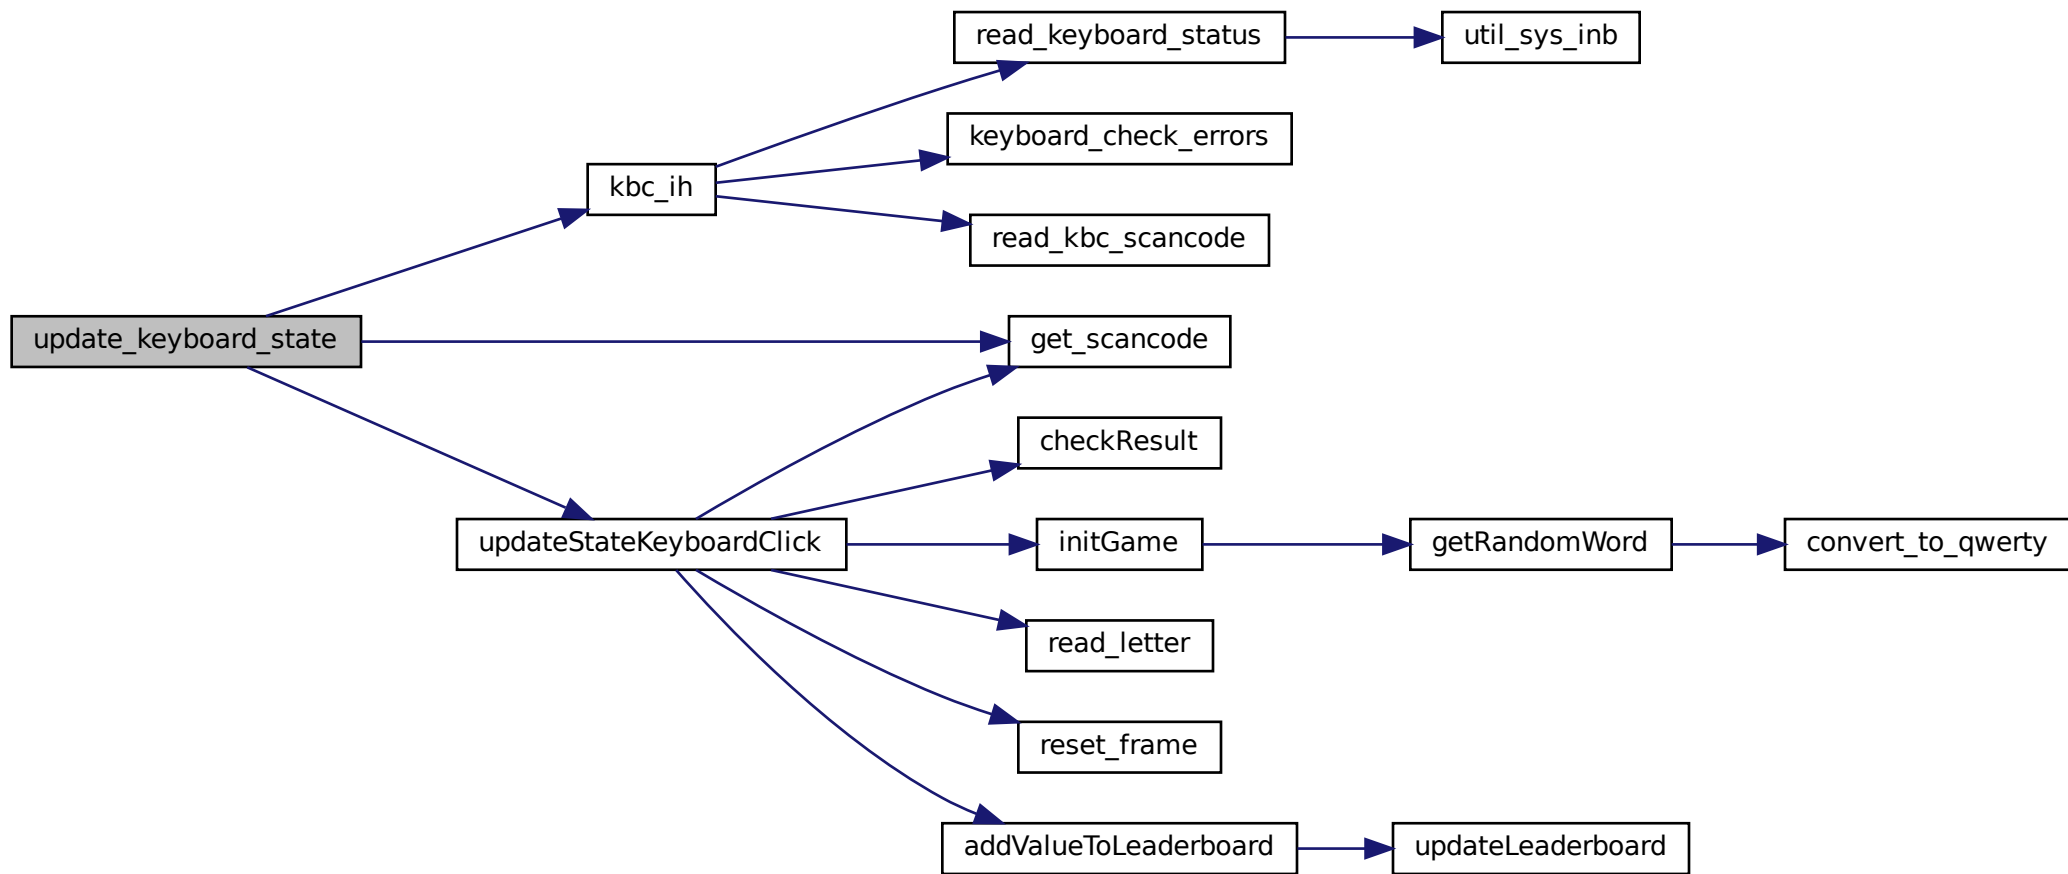 read_keyboard_status
util_sys_inb
keyboard_check_errors
kbc_ih
read_kbc_scancode
update_keyboard_state
get_scancode
checkResult
updateStateKeyboardClick
initGame
getRandomWord
convert_to_qwerty
read_letter
reset_frame
addValueToLeaderboard
updateLeaderboard